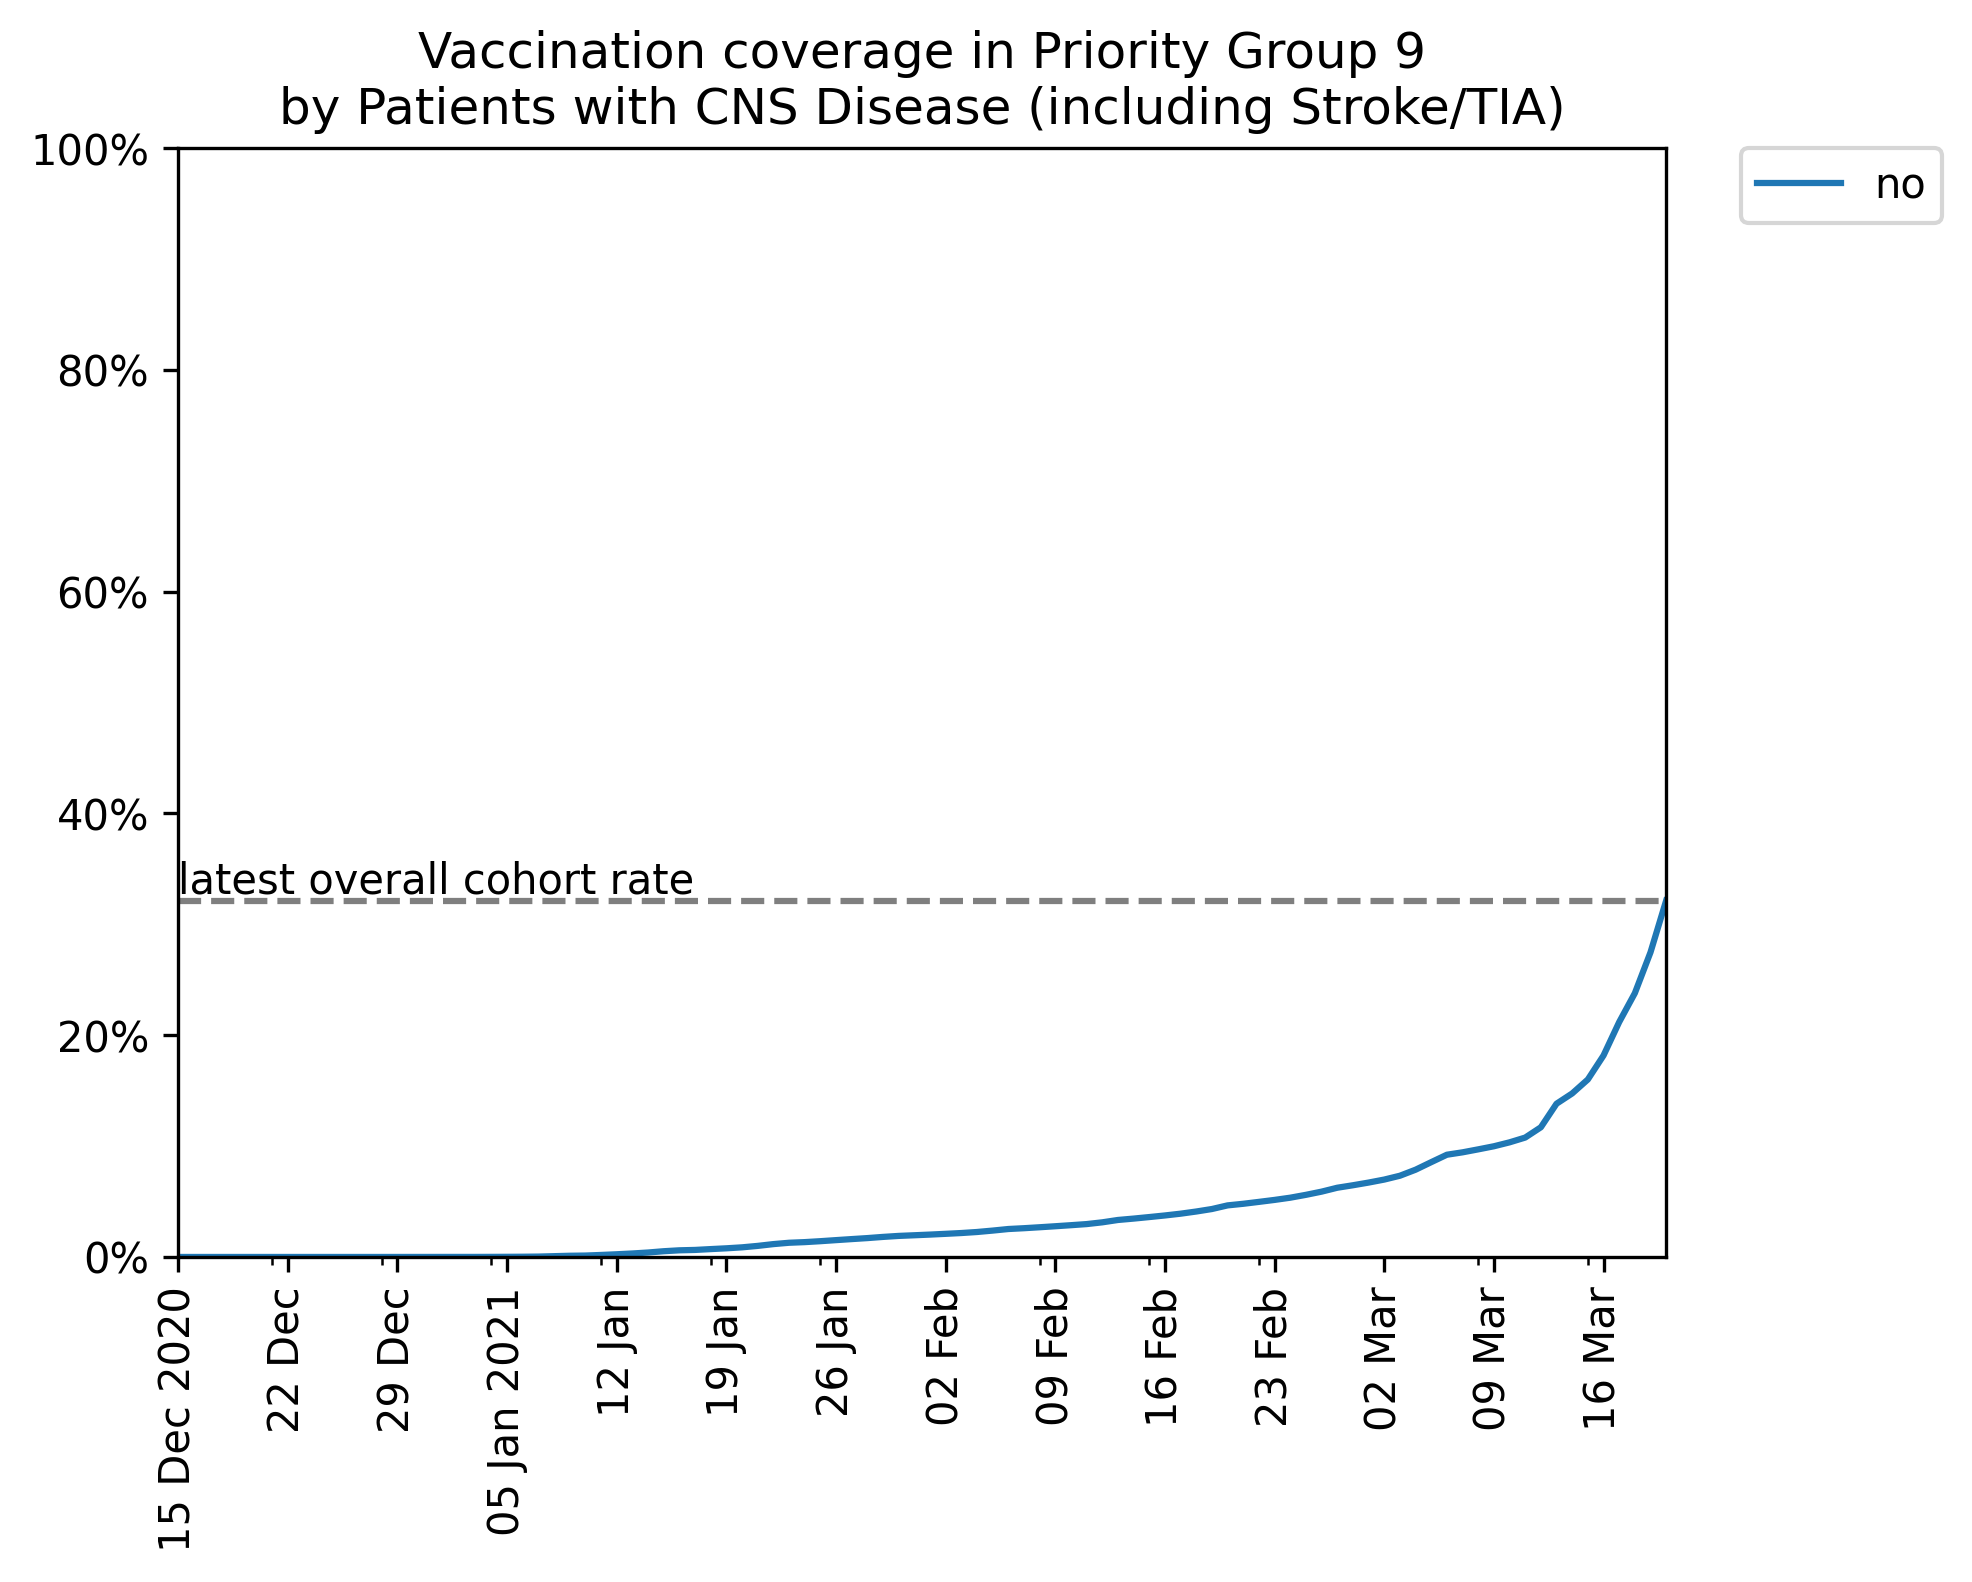 Vaccination coverage in Priority Group 9
by Patients with CNS Disease (including Stroke/TIA)
no
100%
80%
60%
40%
latest overall cohort rate
20%
0%
15 Dec 2020
22 Dec
29 Dec
05 Jan 2021
12 Jan
19 Jan
26 Jan
02 Feb
09 Feb
16 Feb
23 Feb
02 Mar
09 Mar
16 Mar